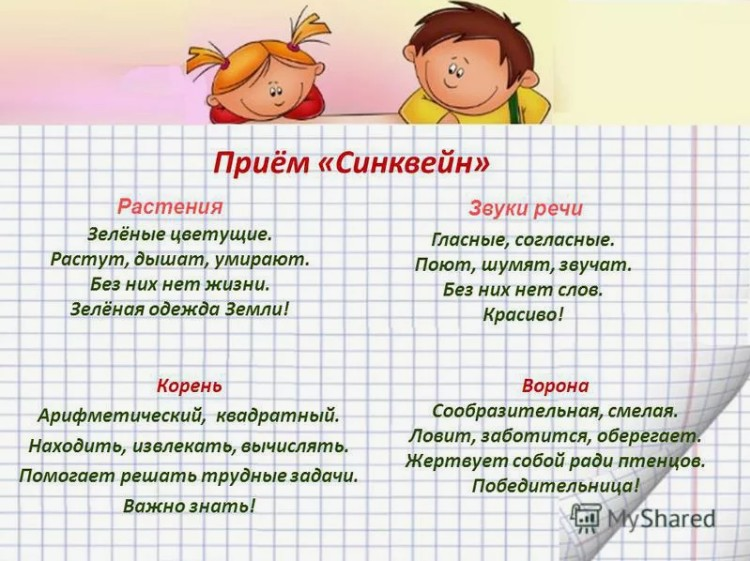 Приём «Синквейн»
Растения
Зелёные цветущие.
Растут, дышат, умирают.
Без них нет жизни.
Зелёная одежда Земли!
Звуки речи
Гласные, согласные.
Поют, шумят, звучат.
Без них нет слов.
Красиво!
Корень
Арифметический, квадратный.
Находить, извлекать, вычислять.
Помогает решать трудные задачи.
Важно знать!
Ворона
Сообразительная, смелая.
Ловит, заботится, оберегает.
Жертвует собой ради птенцов.
Победительница!
MyShared